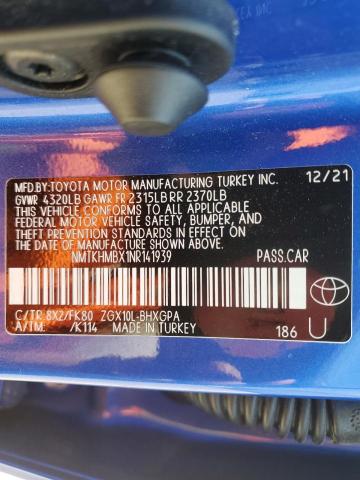 MFD.BY:TOYOTA MOTOR MANUFACTURING TURKEY INC. 12/21
GVWR 4320LB GAWR FR 2315LB RR 2370LB
THIS VEHICLE CONFORMS TO ALL APPLICABLE
FEDERAL MOTOR VEHICLE SAFETY, BUMPER, AND
THEFT PREVENTION STANDARDS IN EFFECT ON THE
DATE OF MANUFACTURE SHOWN ABOVE.
NMTKHMBX1NR141939 PASS.CAR
C/TR 8X2/FK80 ZGX10L-BHXGPA
A/TM. /K114 MADE IN TURKEY 186 U